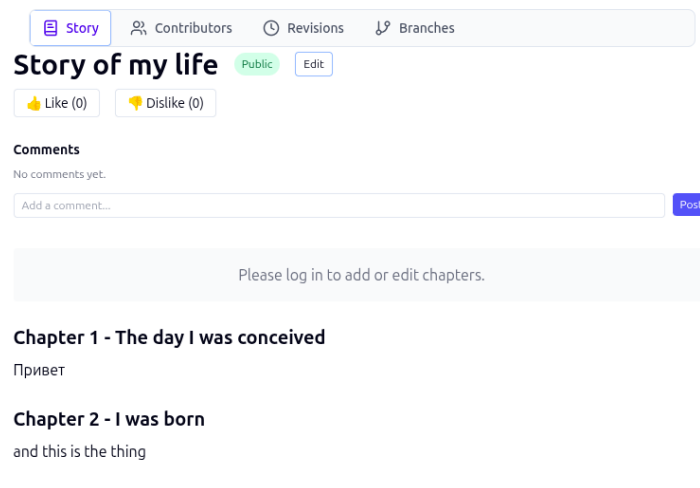 Story Contributors Revisions Branches
Story of my life Public Edit
👍 Like (0) 👎 Dislike (0)
Comments
No comments yet.
Add a comment... Post
Please log in to add or edit chapters.
Chapter 1 - The day I was conceived
Привет
Chapter 2 - I was born
and this is the thing